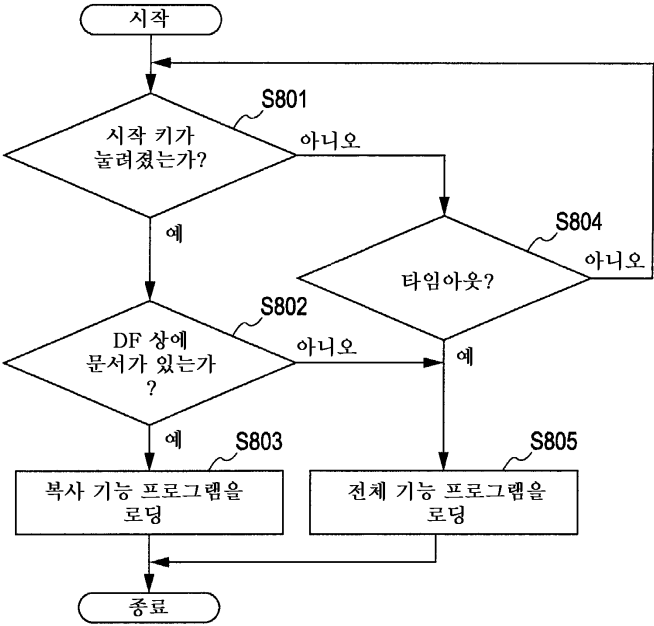 시작
S801
시작 키가
눌려졌는가?
아니오
예
S804
타임아웃?
아니오
예
S802
DF 상에
문서가 있는가
?
아니오
예
S803
복사 기능 프로그램을
로딩
S805
전체 기능 프로그램을
로딩
종료